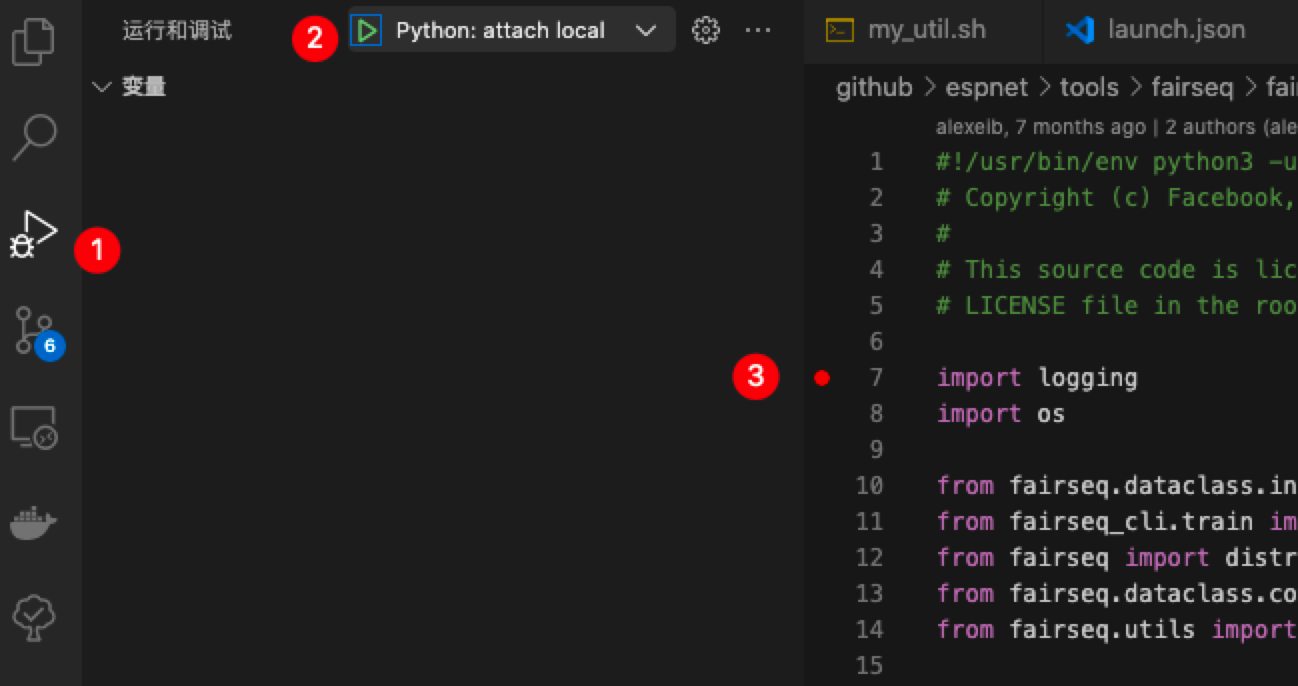 运行和调试
2
Python: attach local
my_util.sh
launch.json
变量
github > espnet > tools > fairseq > fai
alexeib, 7 months ago | 2 authors (ale
1 #!/usr/bin/env python3 -u
2 # Copyright (c) Facebook,
3 #
4 # This source code is lic
5 # LICENSE file in the roo
6
7 import logging
8 import os
9
10 from fairseq.dataclass.in
11 from fairseq_cli.train im
12 from fairseq import distr
13 from fairseq.dataclass.co
14 from fairseq.utils import
15
1
6
3